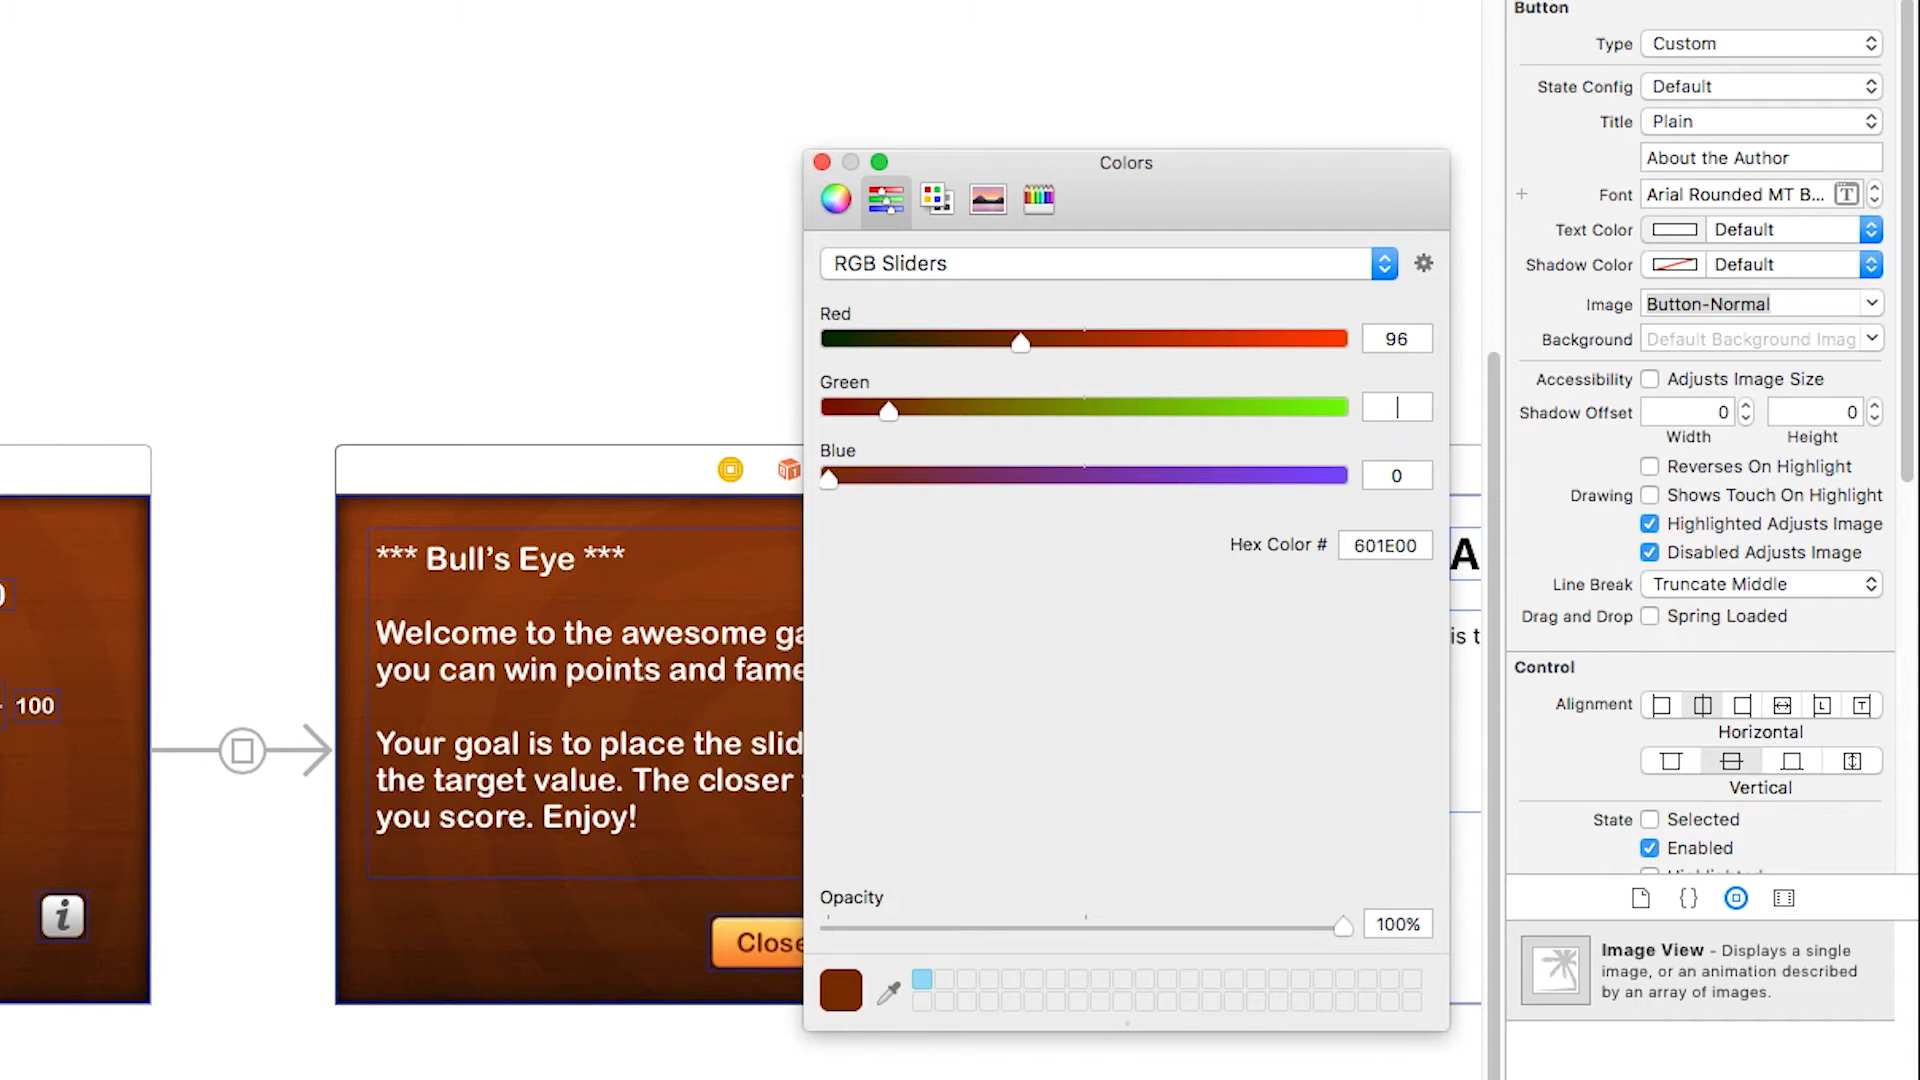 Button
Type Custom
State Config Default
Title Plain
About the Author
Font Arial Rounded MT B... T
Text Color Default
Shadow Color Default
Image Button-Normal
Background Default Background Imag
Accessibility Adjusts Image Size
Shadow Offset 0 0
Width Height
Reverses On Highlight
Drawing Shows Touch On Highlight
Highlighted Adjusts Image
Disabled Adjusts Image
Line Break Truncate Middle
Drag and Drop Spring Loaded
Control
Alignment
Horizontal
Vertical
State Selected
Enabled
Image View - Displays a single
image, or an animation described
by an array of images.
Colors
RGB Sliders
Red
96
Green
Blue
0
Hex Color # 601E00
Opacity
100%
*** Bull's Eye ***
Welcome to the awesome ga
you can win points and fame
Your goal is to place the slid
the target value. The closer
you score. Enjoy!
Close
100
i
A
is t